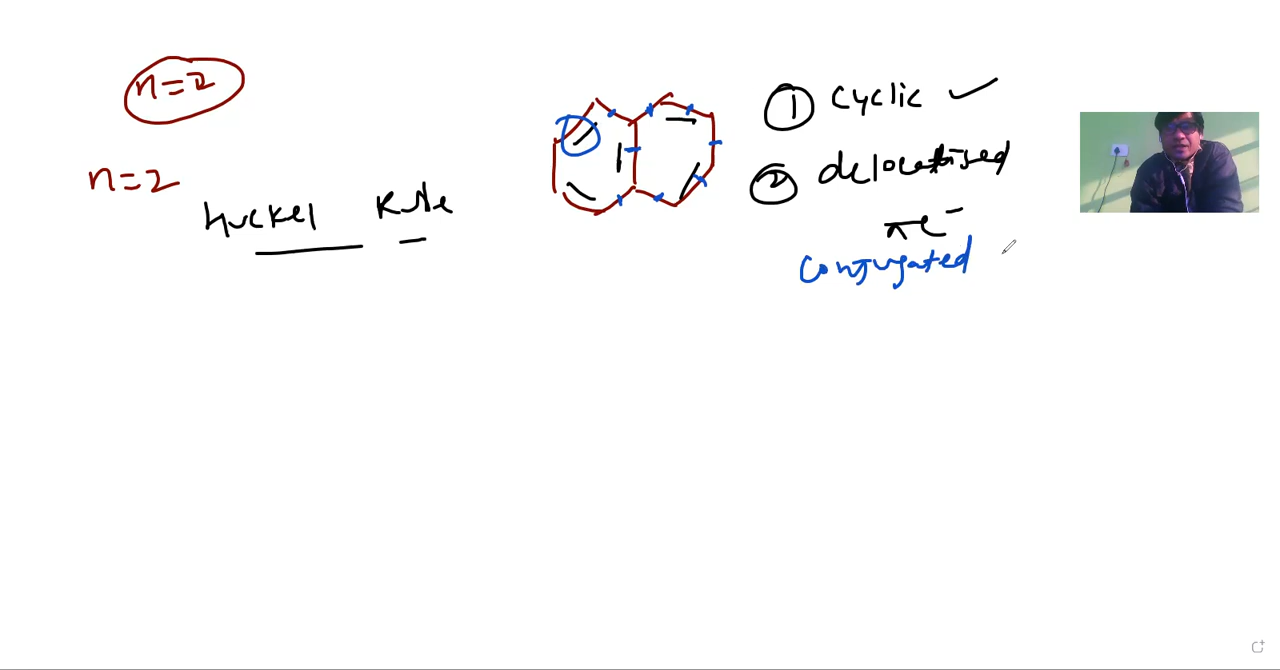 n=2
n=2
Huckel Rule
① cyclic ✓
② delocalised
πe⁻
conjugated